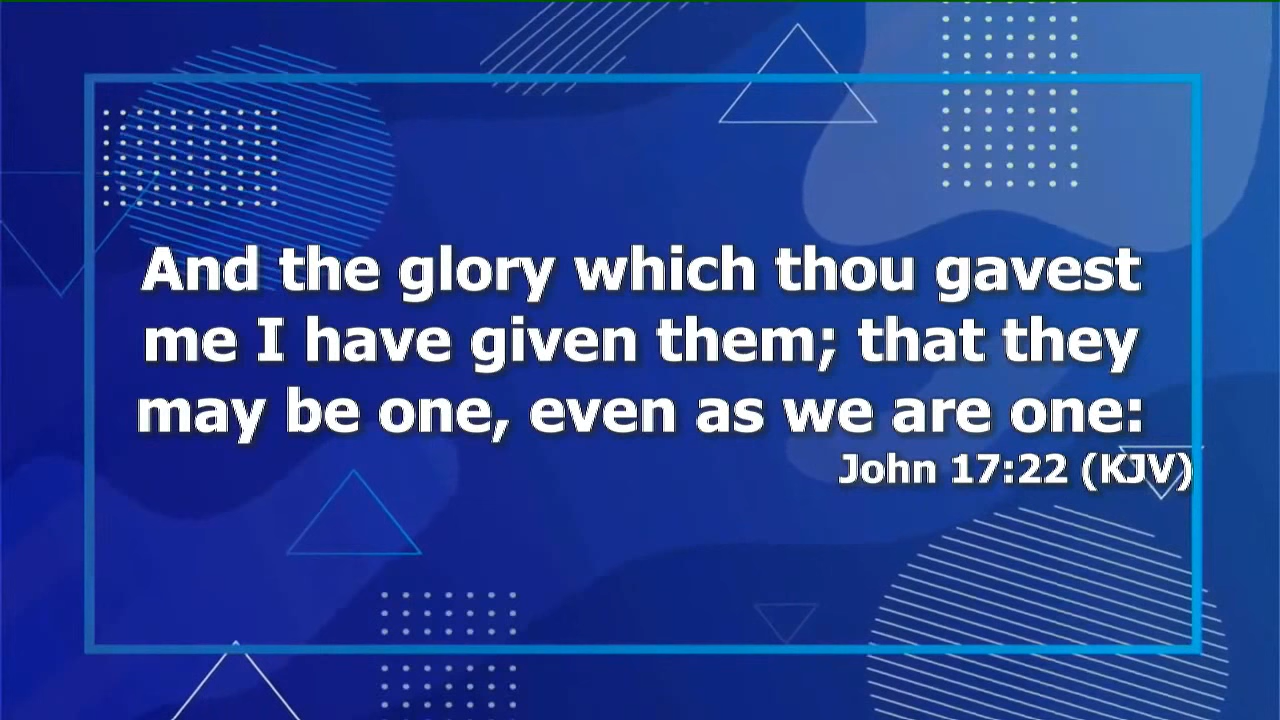 And the glory which thou gavest
me I have given them; that they
may be one, even as we are one:
John 17:22 (KJV)